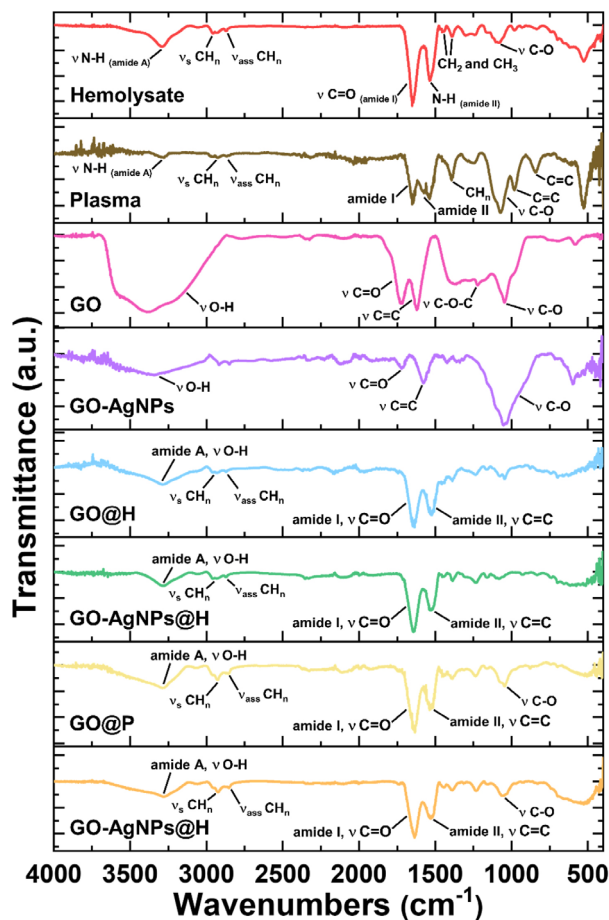 Transmittance (a.u.)
ν N-H (amide A)
νs CHn
νass CHn
ν C=O (amide I)
N-H (amide II)
CH2 and CH3
ν C-O
Hemolysate
ν N-H (amide A)
νs CHn
νass CHn
amide I
amide II
CHn
ν C-O
C=C
C=C
Plasma
ν O-H
ν C=O
ν C=C
ν C-O-C
ν C-O
GO
ν O-H
ν C=O
ν C=C
ν C-O
GO-AgNPs
amide A, ν O-H
νs CHn
νass CHn
amide I, ν C=O
amide II, ν C=C
GO@H
amide A, ν O-H
νs CHn
νass CHn
amide I, ν C=O
amide II, ν C=C
GO-AgNPs@H
amide A, ν O-H
νs CHn
νass CHn
amide I, ν C=O
amide II, ν C=C
ν C-O
GO@P
amide A, ν O-H
νs CHn
νass CHn
amide I, ν C=O
amide II, ν C=C
ν C-O
GO-AgNPs@H
4000 3500 3000 2500 2000 1500 1000 500
Wavenumbers (cm-1)